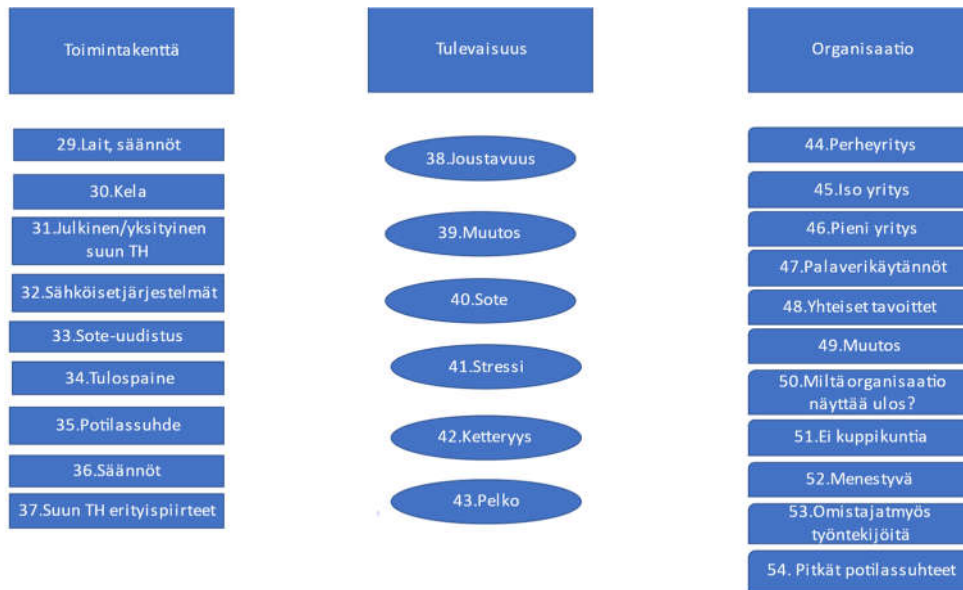 Toimintakenttä
29.Lait, säännöt
30.Kela
31.Julkinen/yksityinen
suun TH
32.Sähköisetjärjestelmät
33.Sote-uudistus
34.Tulospaine
35.Potilassuhde
36.Säännöt
37.Suun TH erityispiirteet
Tulevaisuus
38.Joustavuus
39.Muutos
40.Sote
41.Stressi
42.Ketteryys
43.Pelko
Organisaatio
44.Perheyritys
45.Iso yritys
46.Pieni yritys
47.Palaverikäytännöt
48.Yhteiset tavoittet
49.Muutos
50.Miltä organisaatio
näyttää ulos?
51.Ei kuppikuntia
52.Menestyvä
53.Omistajatmyös
työntekijöitä
54. Pitkät potilassuhteet